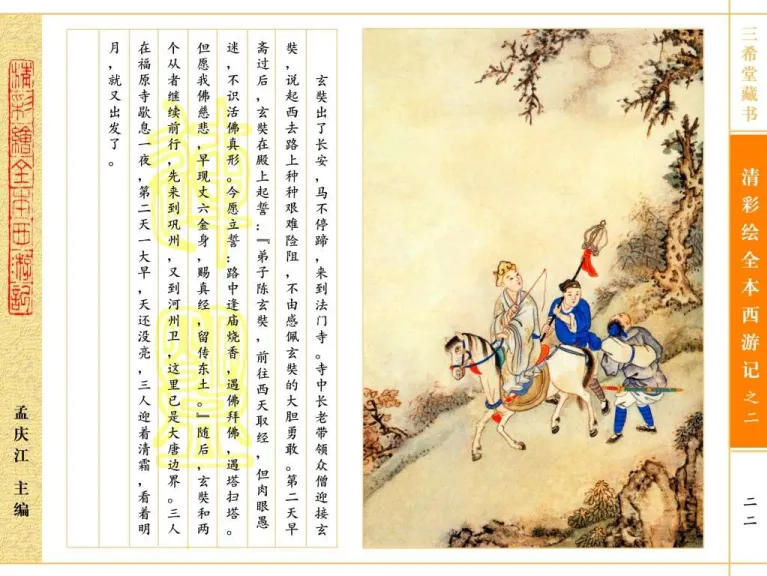 三希堂藏书
清彩绘全本西游记之二
二二
玄奘出了长安，马不停蹄，来到法门寺。寺中长老带领众僧迎接玄
奘，说起西去路上种种艰难险阻，不由感佩玄奘的大胆勇敢。第二天早
斋过后，玄奘在殿上起誓：『弟子陈玄奘，前往西天取经，但肉眼愚
迷，不识活佛真形。今愿立誓：路中逢庙烧香，遇佛拜佛，遇塔扫塔。
但愿我佛慈悲，早现丈六金身，赐真经，留传东土。』随后，玄奘和两
个从者继续前行，先来到巩州，又到河州卫，这里已是大唐边界。三人
在福原寺歇息一夜，第二天一大早，天还没亮，三人迎着清霜，看着明
月，就又出发了。
清彩繪全本西游記
孟庆江 主编